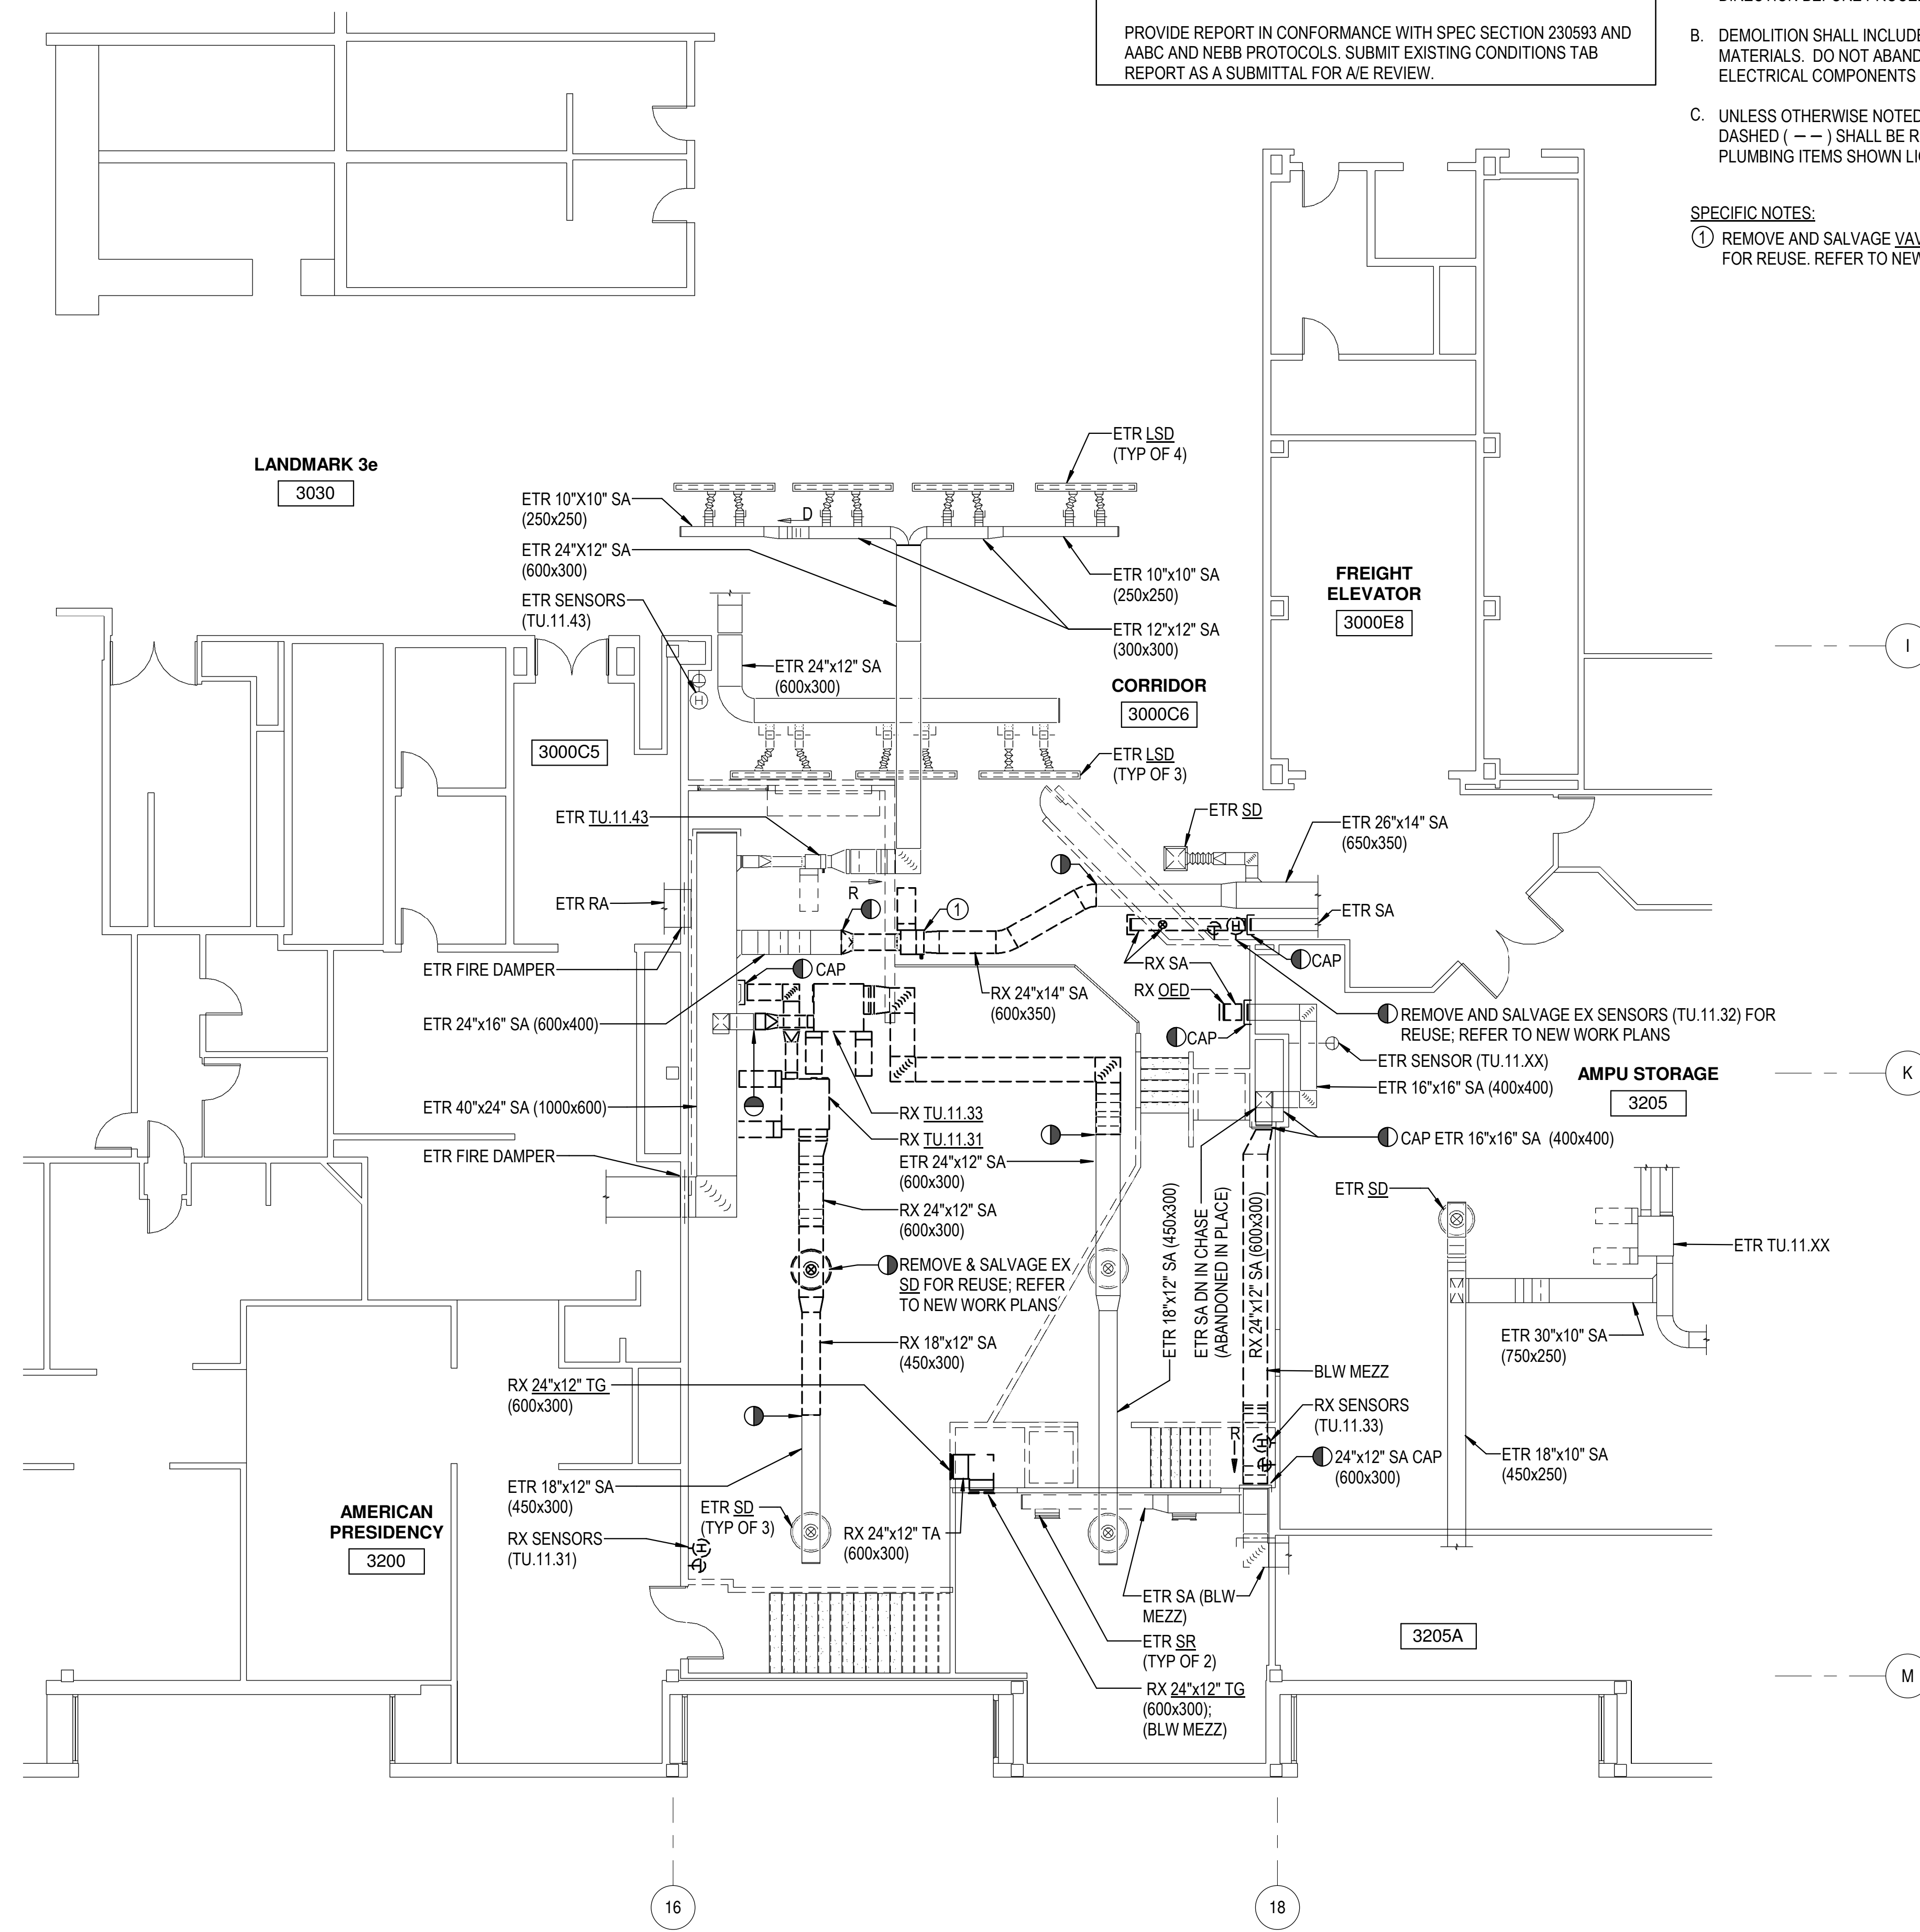 PROVIDE REPORT IN CONFORMANCE WITH SPEC SECTION 230593 AND
AABC AND NEBB PROTOCOLS. SUBMIT EXISTING CONDITIONS TAB
REPORT AS A SUBMITTAL FOR A/E REVIEW.
B. DEMOLITION SHALL INCLUDE
MATERIALS. DO NOT ABAND
ELECTRICAL COMPONENTS
C. UNLESS OTHERWISE NOTED
DASHED ( – – ) SHALL BE R
PLUMBING ITEMS SHOWN LI
SPECIFIC NOTES:
1 REMOVE AND SALVAGE VAV
FOR REUSE. REFER TO NEW
LANDMARK 3e
3030
ETR LSD
(TYP OF 4)
ETR 10"X10" SA
(250x250)
D
ETR 24"X12" SA
(600x300)
ETR SENSORS
(TU.11.43)
ETR 10"x10" SA
(250x250)
ETR 12"x12" SA
(300x300)
FREIGHT
ELEVATOR
3000E8
I
ETR 24"x12" SA
(600x300)
H
CORRIDOR
3000C6
3000C5
ETR LSD
(TYP OF 3)
ETR TU.11.43
ETR SD
ETR 26"x14" SA
(650x350)
R
ETR RA
1
ETR SA
H
ETR FIRE DAMPER
CAP
CAP
RX SA
RX OED
RX 24"x14" SA
(600x350)
ETR 24"x16" SA (600x400)
REMOVE AND SALVAGE EX SENSORS (TU.11.32) FOR
REUSE; REFER TO NEW WORK PLANS
CAP
ETR SENSOR (TU.11.XX)
ETR 16"x16" SA (400x400)
AMPU STORAGE
3205
K
ETR 40"x24" SA (1000x600)
RX TU.11.33
RX TU.11.31
CAP ETR 16"x16" SA (400x400)
ETR FIRE DAMPER
ETR 24"x12" SA
(600x300)
ETR SD
RX 24"x12" SA
(600x300)
ETR TU.11.XX
REMOVE & SALVAGE EX
SD FOR REUSE; REFER
TO NEW WORK PLANS
ETR 18"x12" SA (450x300)
ETR SA DN IN CHASE
(ABANDONED IN PLACE)
RX 24"x12" SA (600x300)
RX 18"x12" SA
(450x300)
ETR 30"x10" SA
(750x250)
BLW MEZZ
RX 24"x12" TG
(600x300)
RX SENSORS
(TU.11.33)
R
H
24"x12" SA CAP
(600x300)
ETR 18"x10" SA
(450x250)
ETR 18"x12" SA
(450x300)
AMERICAN
PRESIDENCY
3200
ETR SD
(TYP OF 3)
RX SENSORS
(TU.11.31)
H
RX 24"x12" TA
(600x300)
ETR SA (BLW
MEZZ)
ETR SR
(TYP OF 2)
3205A
RX 24"x12" TG
(600x300);
(BLW MEZZ)
M
16
18